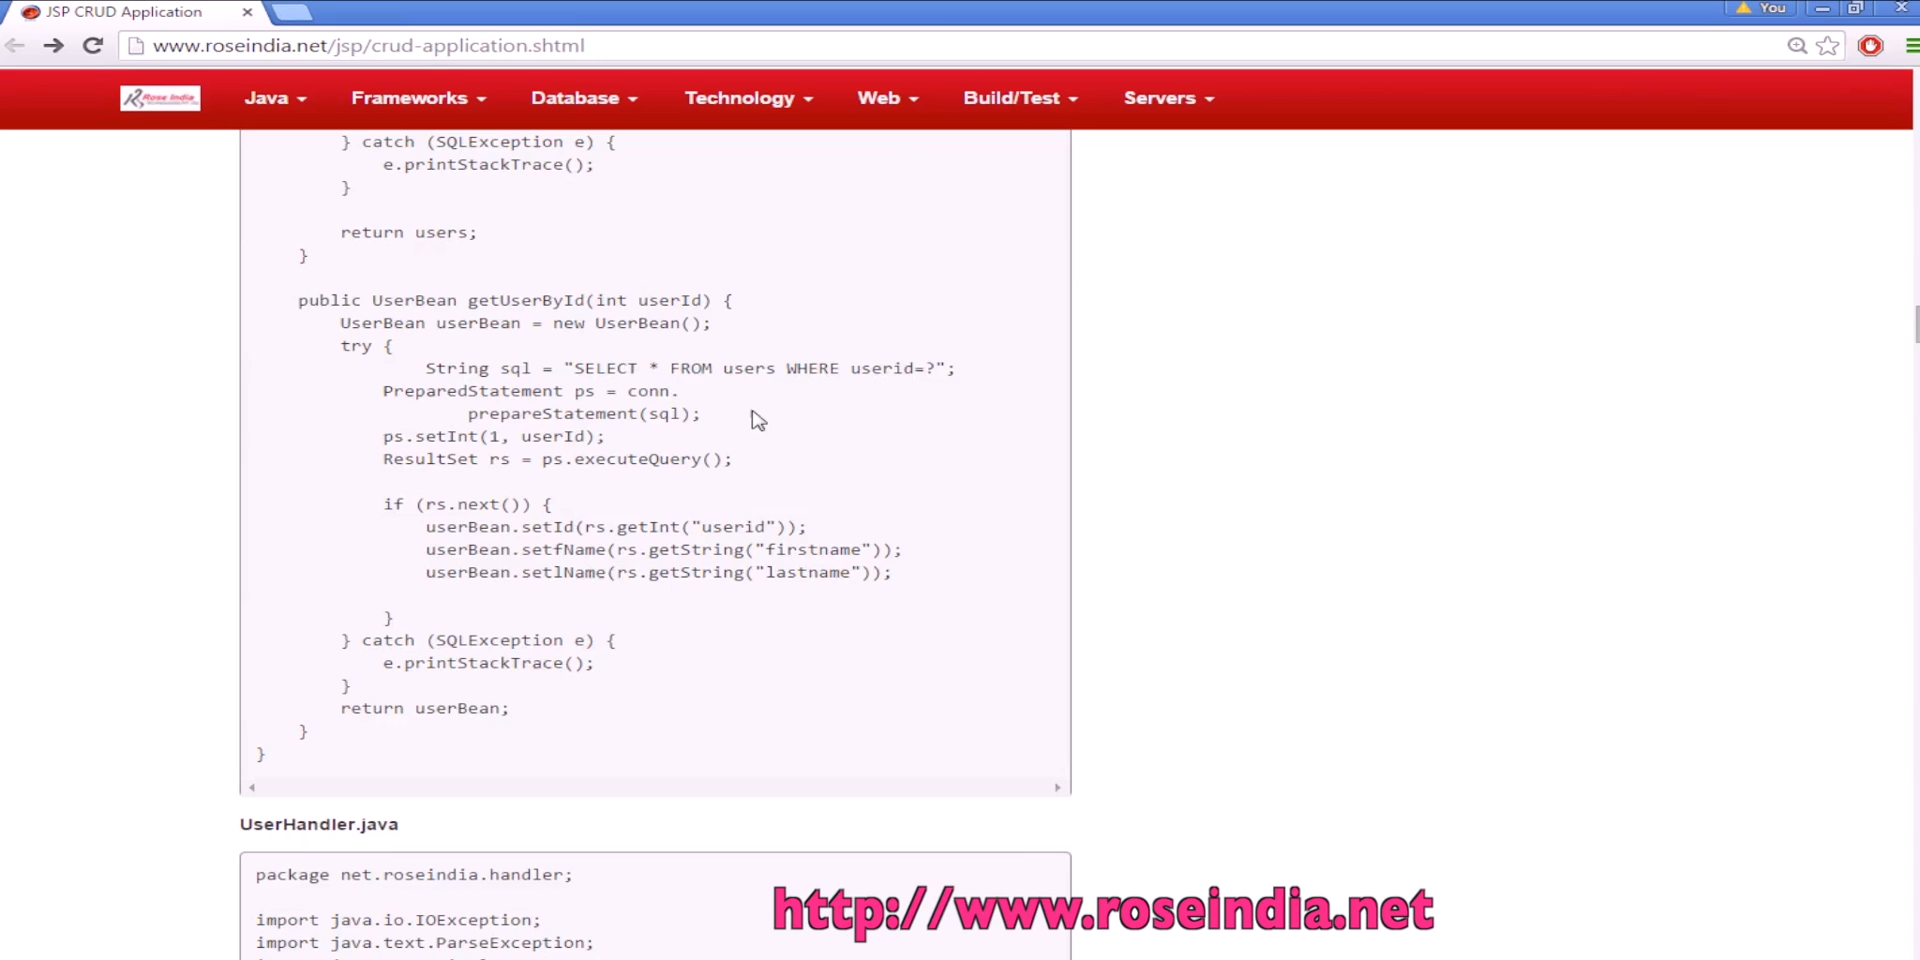 JSP CRUD Application
You
www.roseindia.net/jsp/crud-application.shtml
Rose India
Java Frameworks Database Technology Web Build/Test Servers
} catch (SQLException e) {
e.printStackTrace();
}
return users;
}
public UserBean getUserById(int userId) {
UserBean userBean = new UserBean();
try {
String sql = "SELECT * FROM users WHERE userid=?";
PreparedStatement ps = conn.
prepareStatement(sql);
ps.setInt(1, userId);
ResultSet rs = ps.executeQuery();
if (rs.next()) {
userBean.setId(rs.getInt("userid"));
userBean.setfName(rs.getString("firstname"));
userBean.setlName(rs.getString("lastname"));
}
} catch (SQLException e) {
e.printStackTrace();
}
return userBean;
}
}
UserHandler.java
package net.roseindia.handler;
import java.io.IOException;
import java.text.ParseException;
http://www.roseindia.net